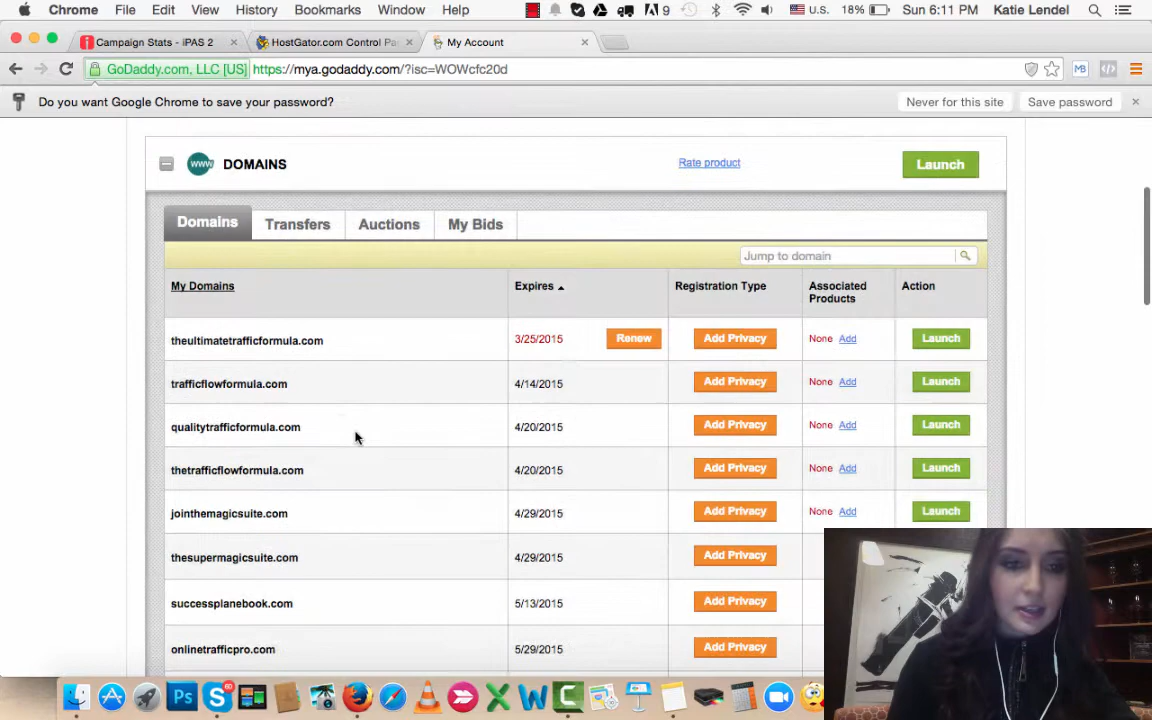 Chrome File Edit View History Bookmarks Window Help 9 U.S. 18% Sun 6:11 PM Katie Lendel
Campaign Stats - iPAS 2 × HostGator.com Control Pa × My Account ×
GoDaddy.com, LLC [US] https://mya.godaddy.com/?isc=WOWcfc20d MB
Do you want Google Chrome to save your password? Never for this site Save password ×
www DOMAINS Rate product Launch
Domains Transfers Auctions My Bids
Jump to domain
My Domains Expires Registration Type Associated Products Action
theultimatetrafficformula.com 3/25/2015 Renew Add Privacy None Add Launch
trafficflowformula.com 4/14/2015 Add Privacy None Add Launch
qualitytrafficformula.com 4/20/2015 Add Privacy None Add Launch
thetrafficflowformula.com 4/20/2015 Add Privacy None Add Launch
jointhemagicsuite.com 4/29/2015 Add Privacy None Add Launch
thesupermagicsuite.com 4/29/2015 Add Privacy
successplanebook.com 5/13/2015 Add Privacy
onlinetrafficpro.com 5/29/2015 Add Privacy
Ps